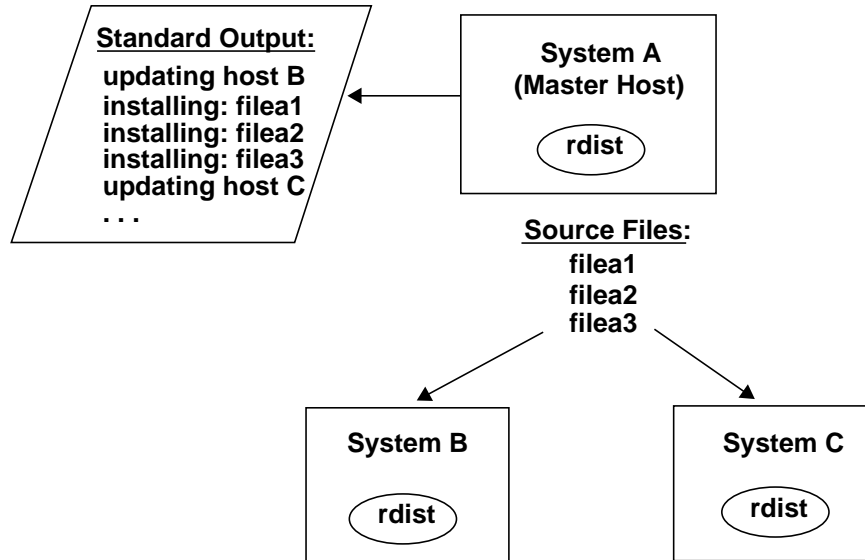 Standard Output:
updating host B
installing: filea1
installing: filea2
installing: filea3
updating host C
. . .
System A
(Master Host)
rdist
Source Files:
filea1
filea2
filea3
System B
rdist
System C
rdist